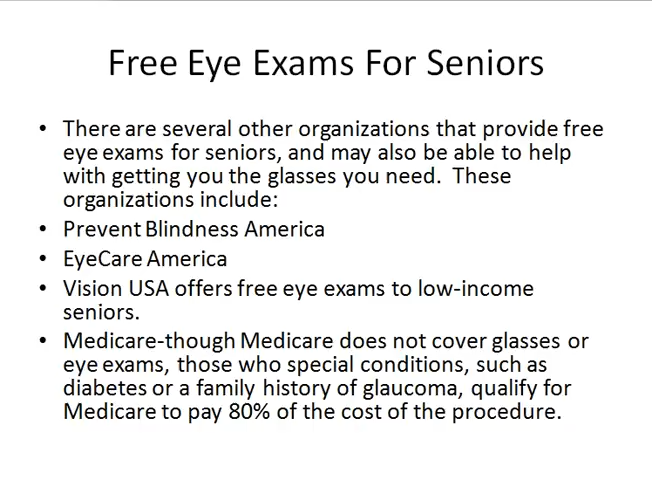 Free Eye Exams For Seniors
• There are several other organizations that provide free
eye exams for seniors, and may also be able to help
with getting you the glasses you need.  These
organizations include:
• Prevent Blindness America
• EyeCare America
• Vision USA offers free eye exams to low-income
seniors.
• Medicare-though Medicare does not cover glasses or
eye exams, those who special conditions, such as
diabetes or a family history of glaucoma, qualify for
Medicare to pay 80% of the cost of the procedure.